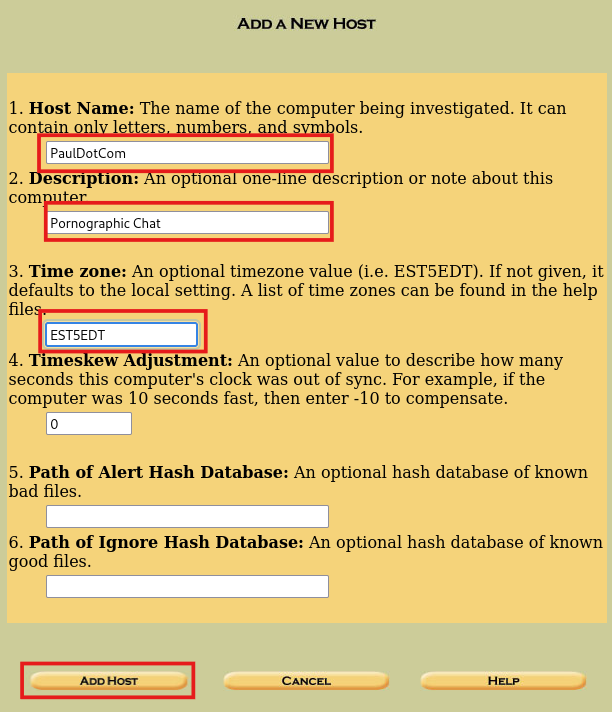 ADD A NEW HOST
1. Host Name: The name of the computer being investigated. It can
contain only letters, numbers, and symbols.
PaulDotCom
2. Description: An optional one-line description or note about this
computer.
Pornographic Chat
3. Time zone: An optional timezone value (i.e. EST5EDT). If not given, it
defaults to the local setting. A list of time zones can be found in the help
files.
EST5EDT
4. Timeskew Adjustment: An optional value to describe how many
seconds this computer's clock was out of sync. For example, if the
computer was 10 seconds fast, then enter -10 to compensate.
0
5. Path of Alert Hash Database: An optional hash database of known
bad files.
6. Path of Ignore Hash Database: An optional hash database of known
good files.
ADD HOST
CANCEL
HELP